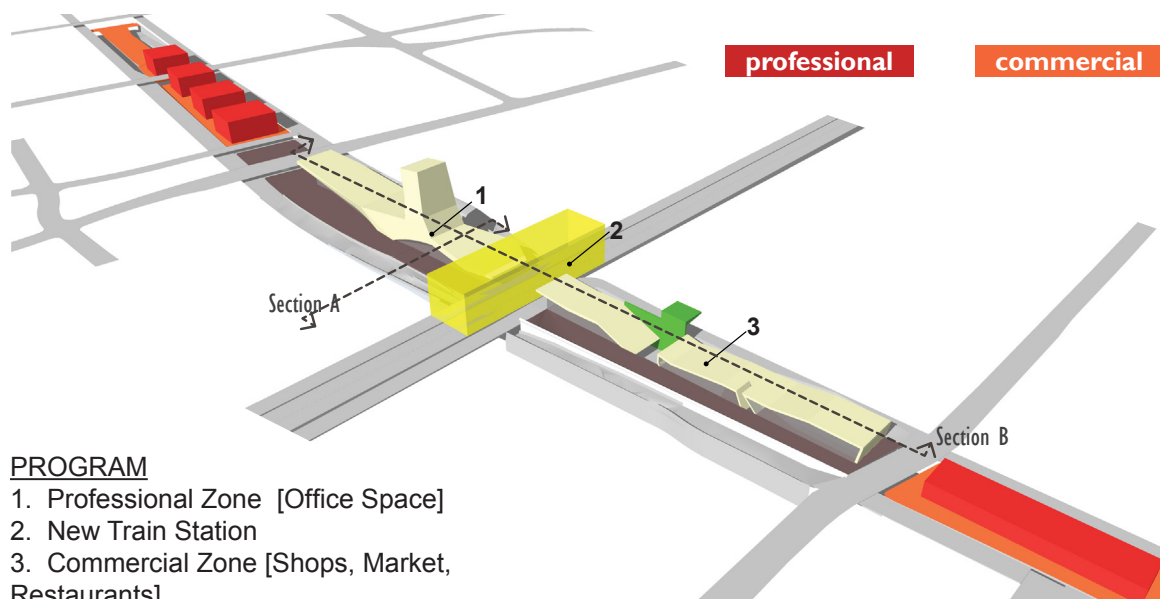 professional commercial
1
2
Section A
3
Section B
PROGRAM
1. Professional Zone [Office Space]
2. New Train Station
3. Commercial Zone [Shops, Market,
Restaurants]